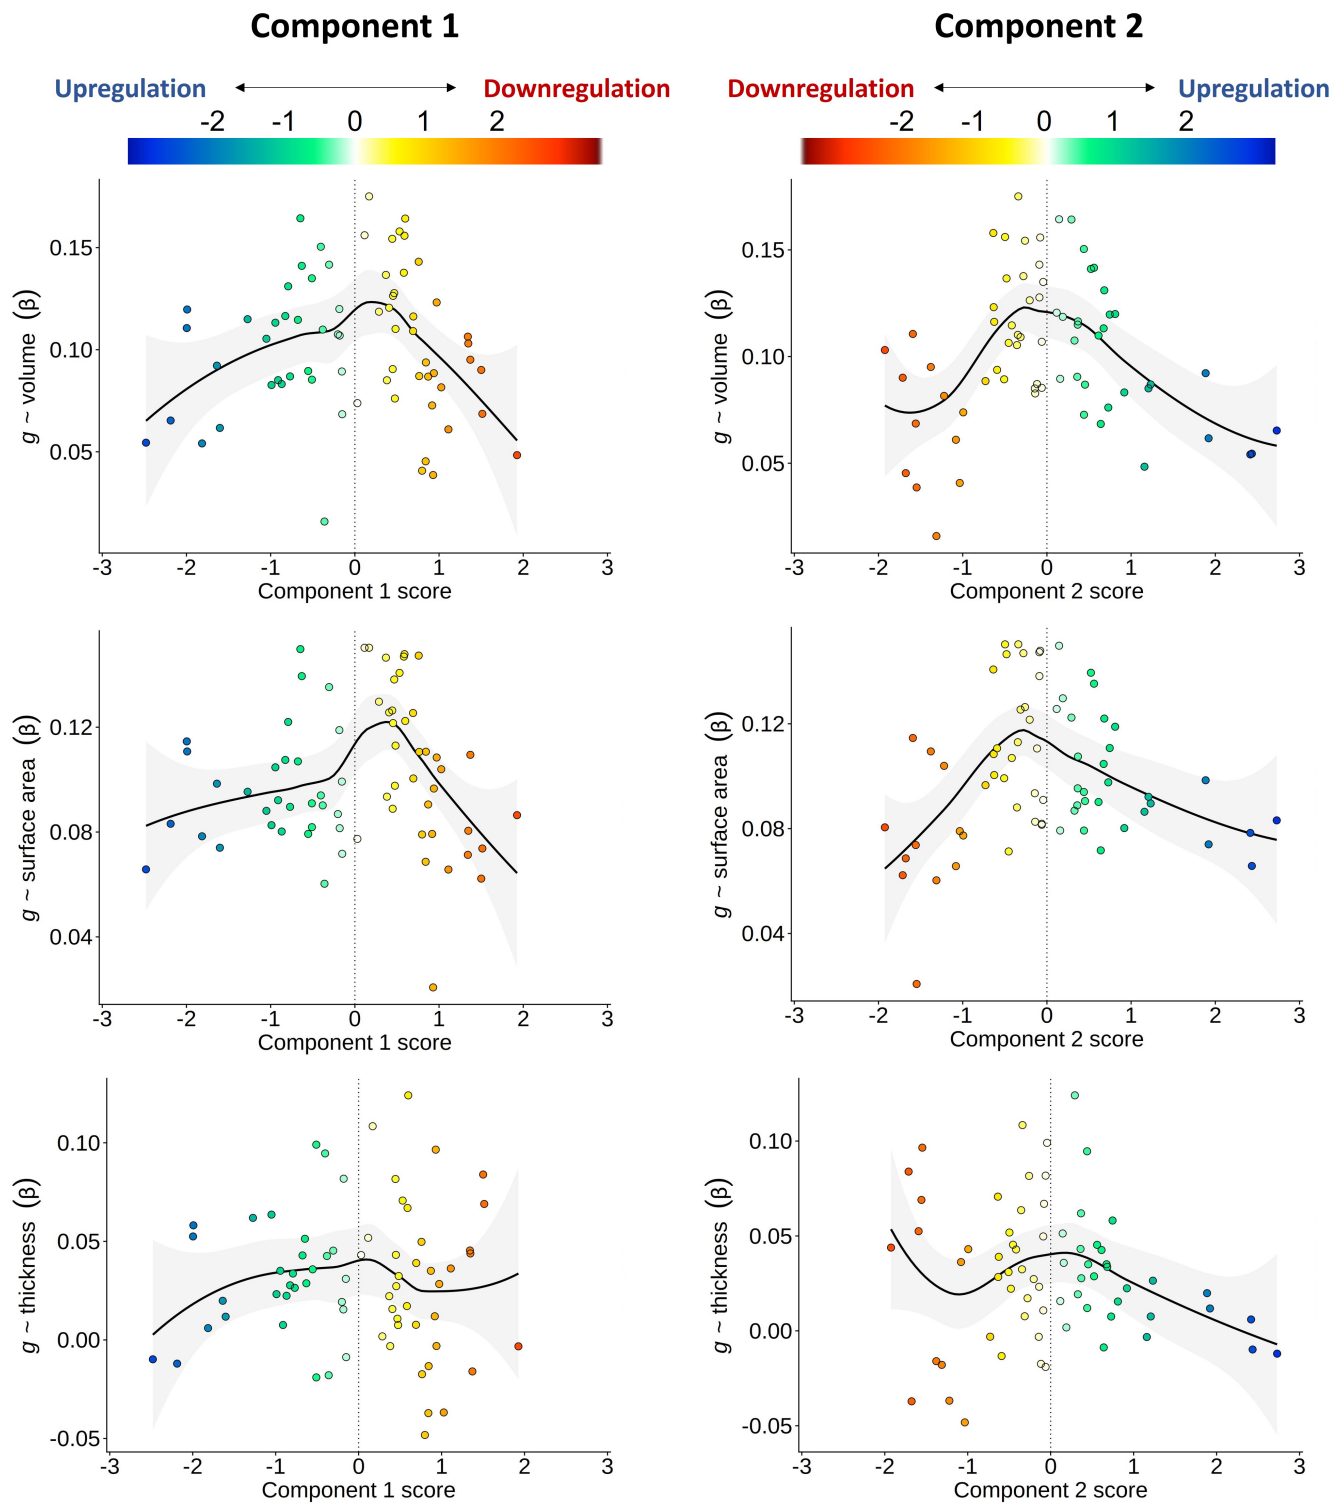 Component 1
Component 2
Upregulation
Downregulation
Downregulation
Upregulation
-2 -1 0 1 2
-2 -1 0 1 2
g ~ volume (β)
0.15
0.10
0.05
-3 -2 -1 0 1 2 3
Component 1 score
g ~ volume (β)
0.15
0.10
0.05
-3 -2 -1 0 1 2 3
Component 2 score
g ~ surface area (β)
0.12
0.08
0.04
-3 -2 -1 0 1 2 3
Component 1 score
g ~ surface area (β)
0.12
0.08
0.04
-3 -2 -1 0 1 2 3
Component 2 score
g ~ thickness (β)
0.10
0.05
0.00
-0.05
-3 -2 -1 0 1 2 3
Component 1 score
g ~ thickness (β)
0.10
0.05
0.00
-0.05
-3 -2 -1 0 1 2 3
Component 2 score